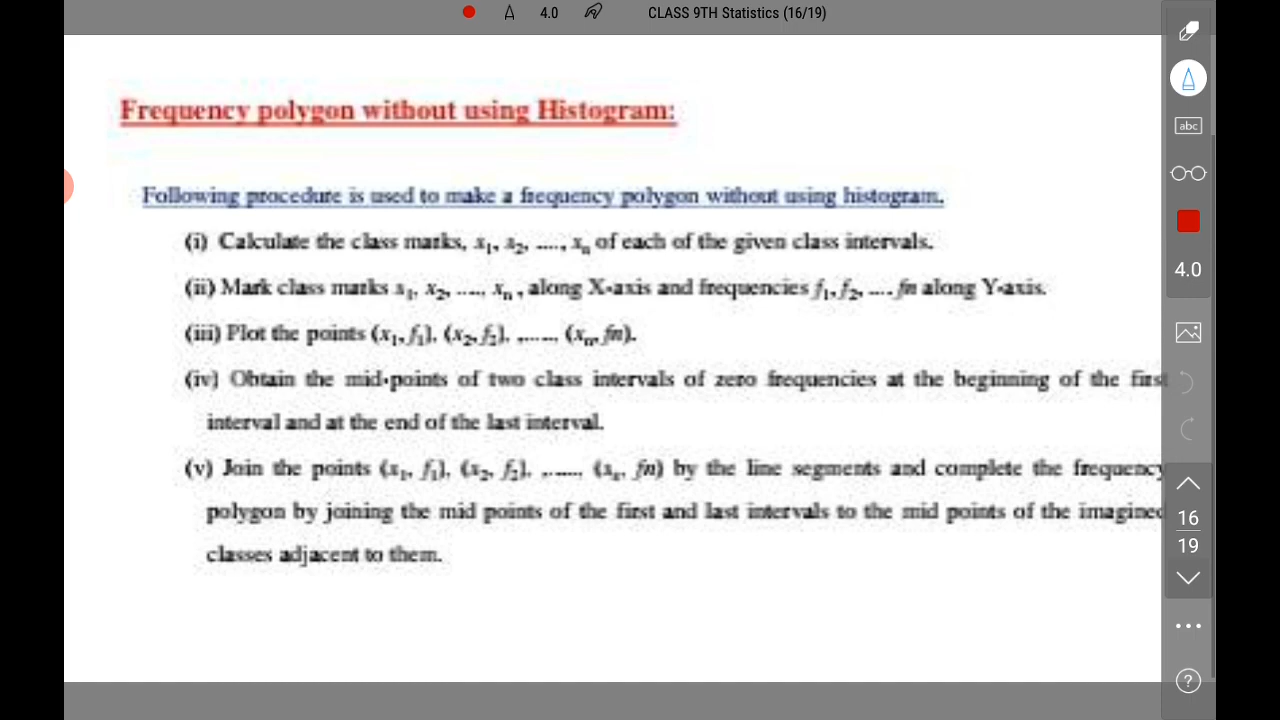 4.0 CLASS 9TH Statistics (16/19)
Frequency polygon without using Histogram:
abc
Following procedure is used to make a frequency polygon without using histogram.
(i) Calculate the class marks, x₁, x₂, ...., xₙ of each of the given class intervals.
4.0
(ii) Mark class marks x₁, x₂, ...., xₙ, along X-axis and frequencies f₁, f₂, .... fn along Y-axis.
(iii) Plot the points (x₁, f₁), (x₂, f₂), ,...... (xₙ, fn).
(iv) Obtain the mid-points of two class intervals of zero frequencies at the beginning of the first
interval and at the end of the last interval.
(v) Join the points (x₁, f₁), (x₂, f₂), ,...... (xₙ, fn) by the line segments and complete the frequency
polygon by joining the mid points of the first and last intervals to the mid points of the imagined
classes adjacent to them.
16
19
?